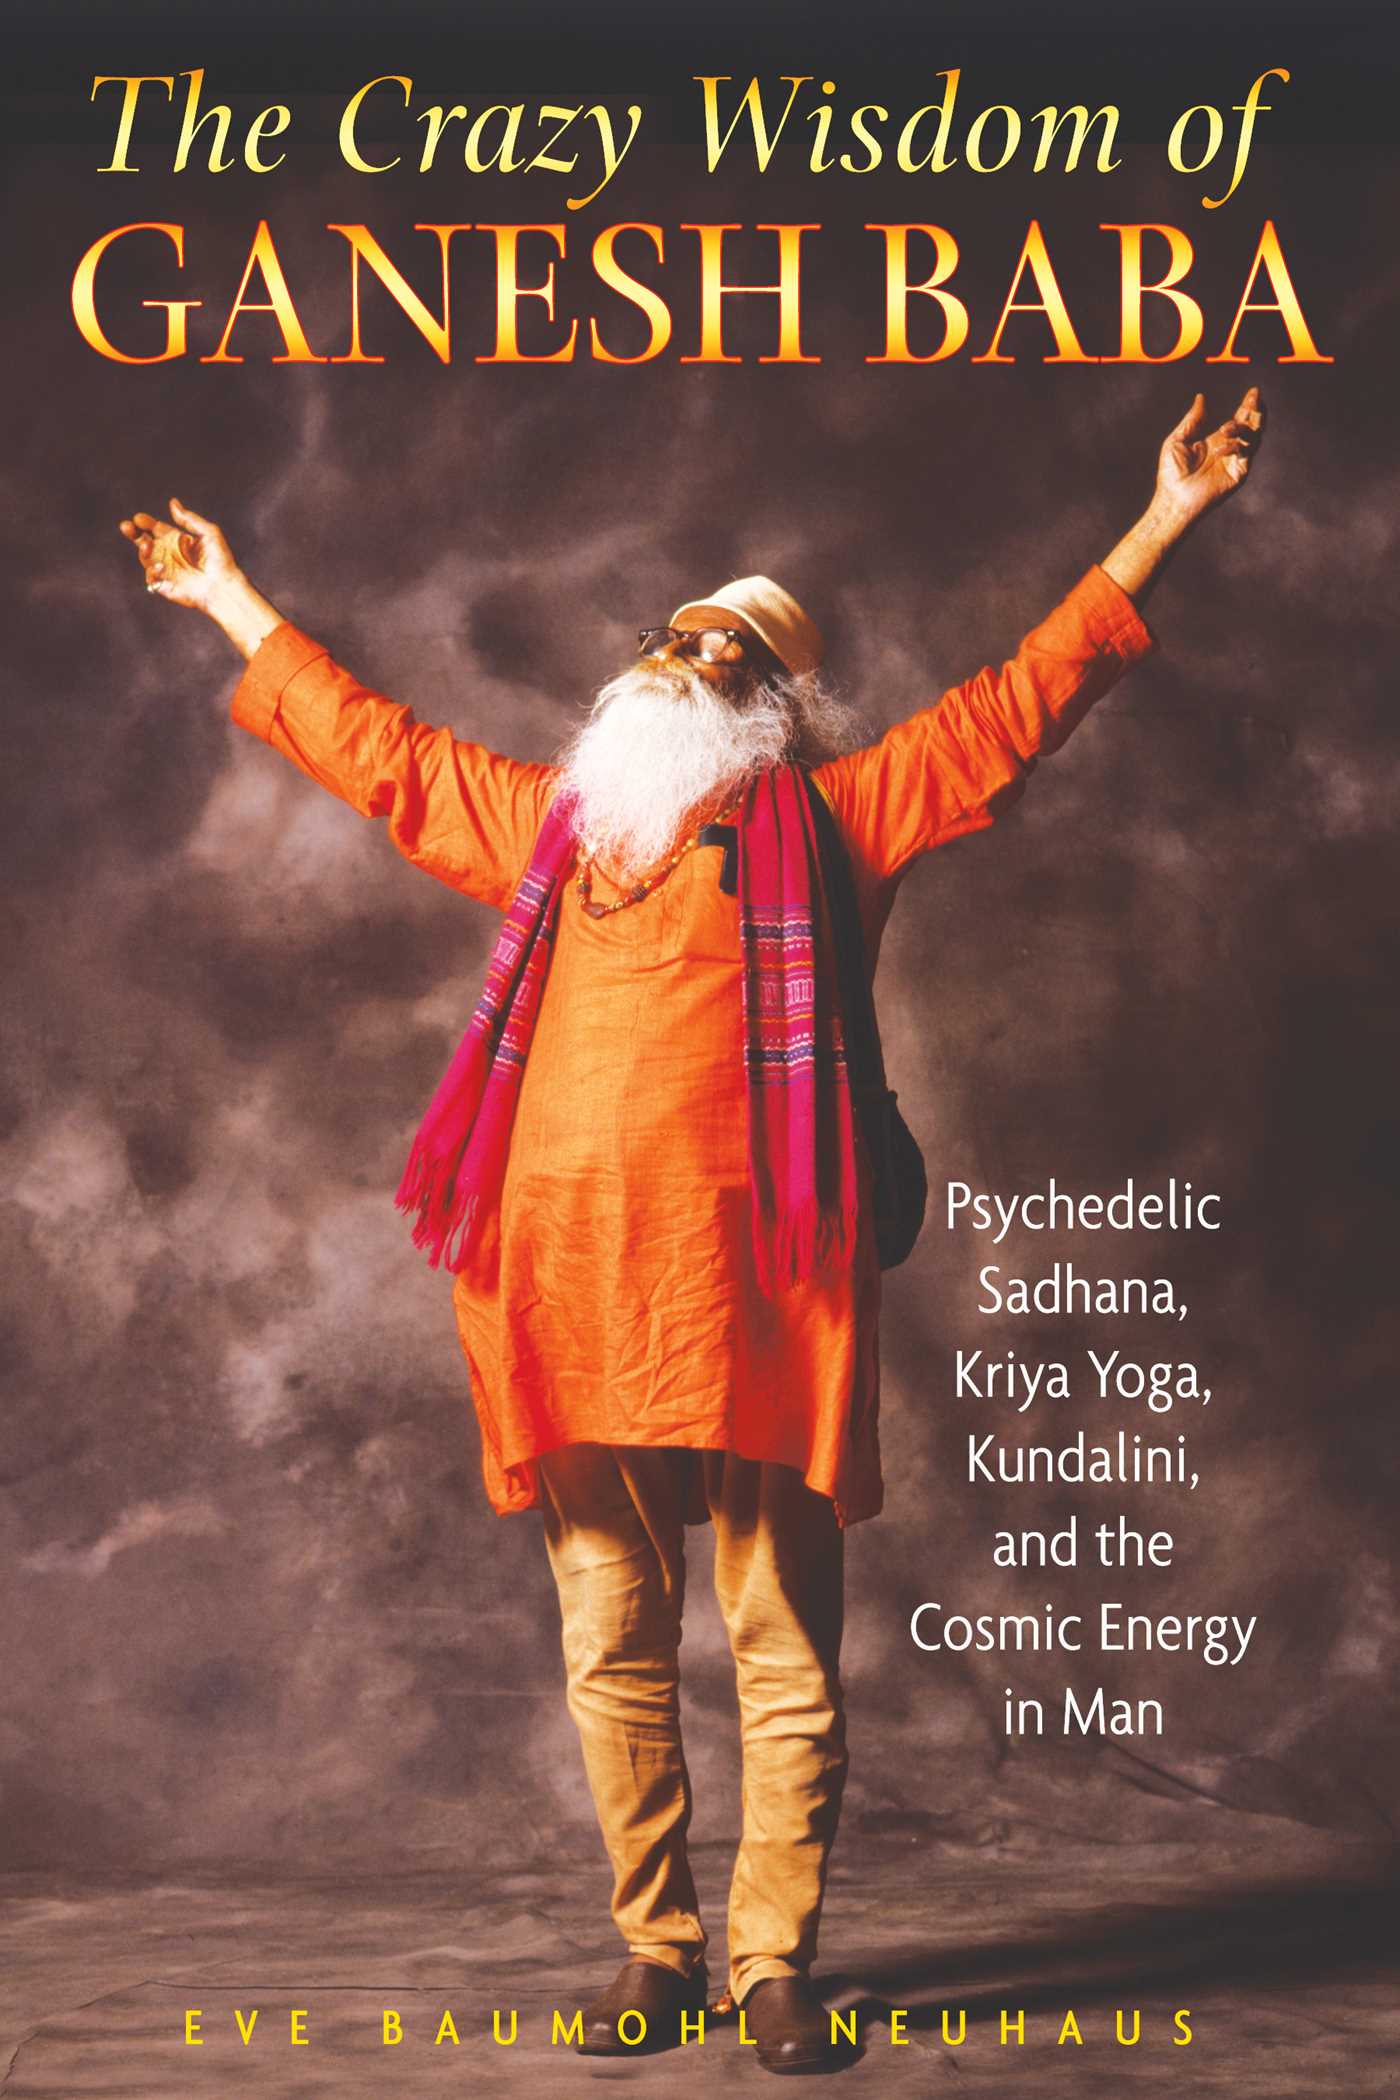 The Crazy Wisdom of
GANESH BABA
Psychedelic
Sadhana,
Kriya Yoga,
Kundalini,
and the
Cosmic Energy
in Man
EVE BAUMOHL NEUHAUS